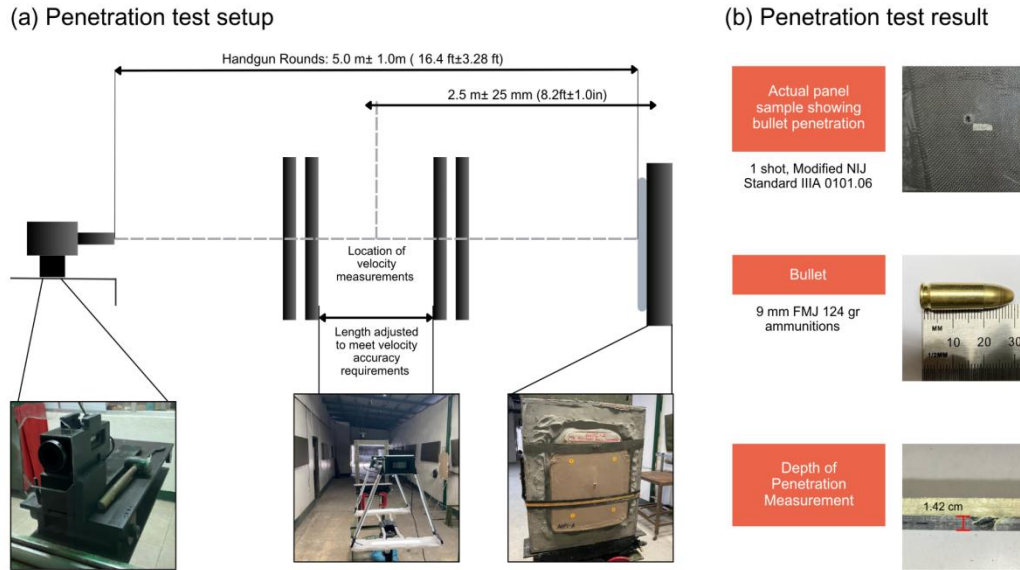 (a) Penetration test setup
Handgun Rounds: 5.0 m± 1.0m ( 16.4 ft±3.28 ft)
2.5 m± 25 mm (8.2ft±1.0in)
Location of
velocity
measurements
Length adjusted
to meet velocity
accuracy
requirements
(b) Penetration test result
Actual panel
sample showing
bullet penetration
1 shot, Modified NIJ
Standard IIIA 0101.06
Bullet
9 mm FMJ 124 gr
ammunitions
MM
10 20 30
1/2MM
Depth of
Penetration
Measurement
1.42 cm